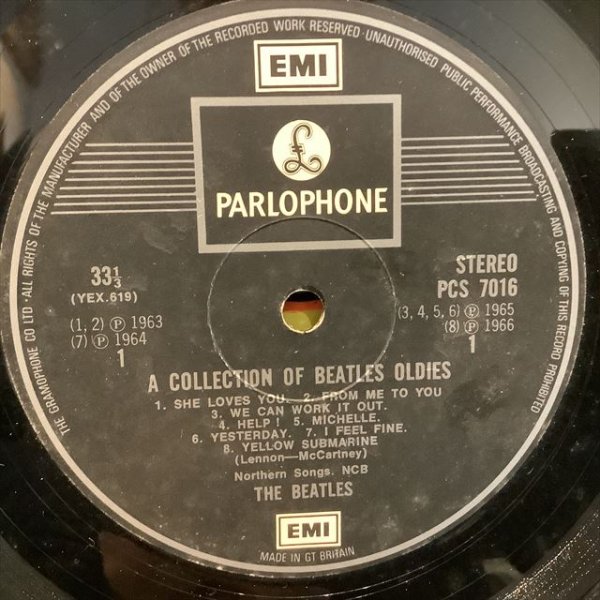 THE GRAMOPHONE CO LTD · ALL RIGHTS OF THE MANUFACTURER AND OF THE OWNER OF THE RECORDED WORK RESERVED · UNAUTHORISED PUBLIC PERFORMANCE BROADCASTING AND COPYING OF THIS RECORD PROHIBITED
EMI
£
PARLOPHONE
33⅓
(YEX.619)
STEREO
PCS 7016
(1, 2) ℗ 1963
(7) ℗ 1964
1
(3, 4, 5, 6) ℗ 1965
(8) ℗ 1966
1
A COLLECTION OF BEATLES OLDIES
1. SHE LOVES YOU. 2. FROM ME TO YOU
3. WE CAN WORK IT OUT.
4. HELP! 5. MICHELLE.
6. YESTERDAY. 7. I FEEL FINE.
8. YELLOW SUBMARINE
(Lennon—McCartney)
Northern Songs. NCB
THE BEATLES
EMI
MADE IN GT BRITAIN